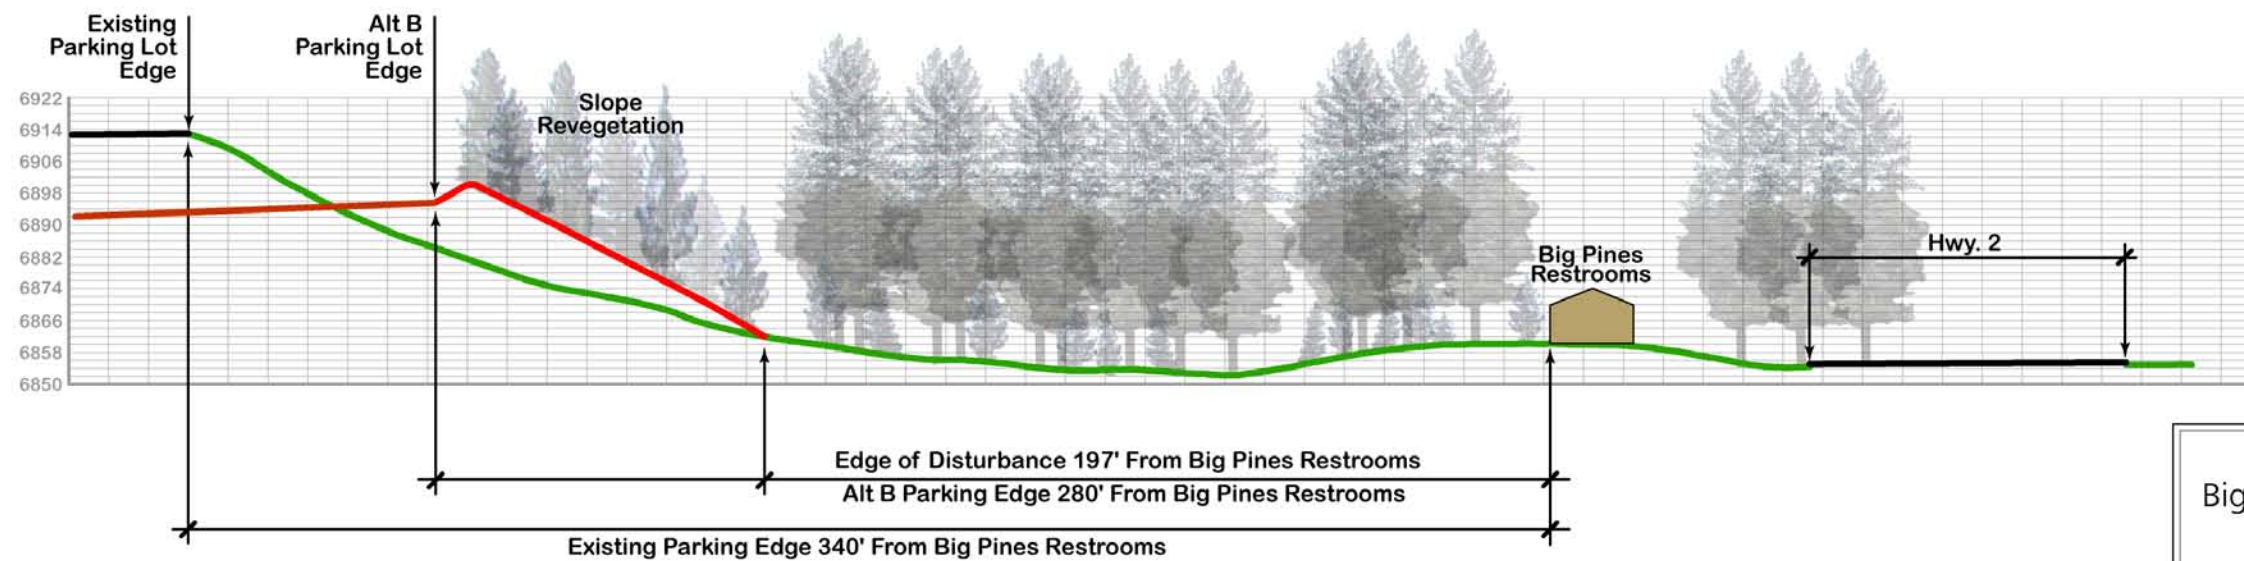 Existing
Parking Lot
Edge
Alt B
Parking Lot
Edge
Slope
Revegetation
6922
6914
6906
6898
6890
6882
6874
6866
6858
6850
Big Pines
Restrooms
Hwy. 2
Edge of Disturbance 197' From Big Pines Restrooms
Alt B Parking Edge 280' From Big Pines Restrooms
Existing Parking Edge 340' From Big Pines Restrooms
Big